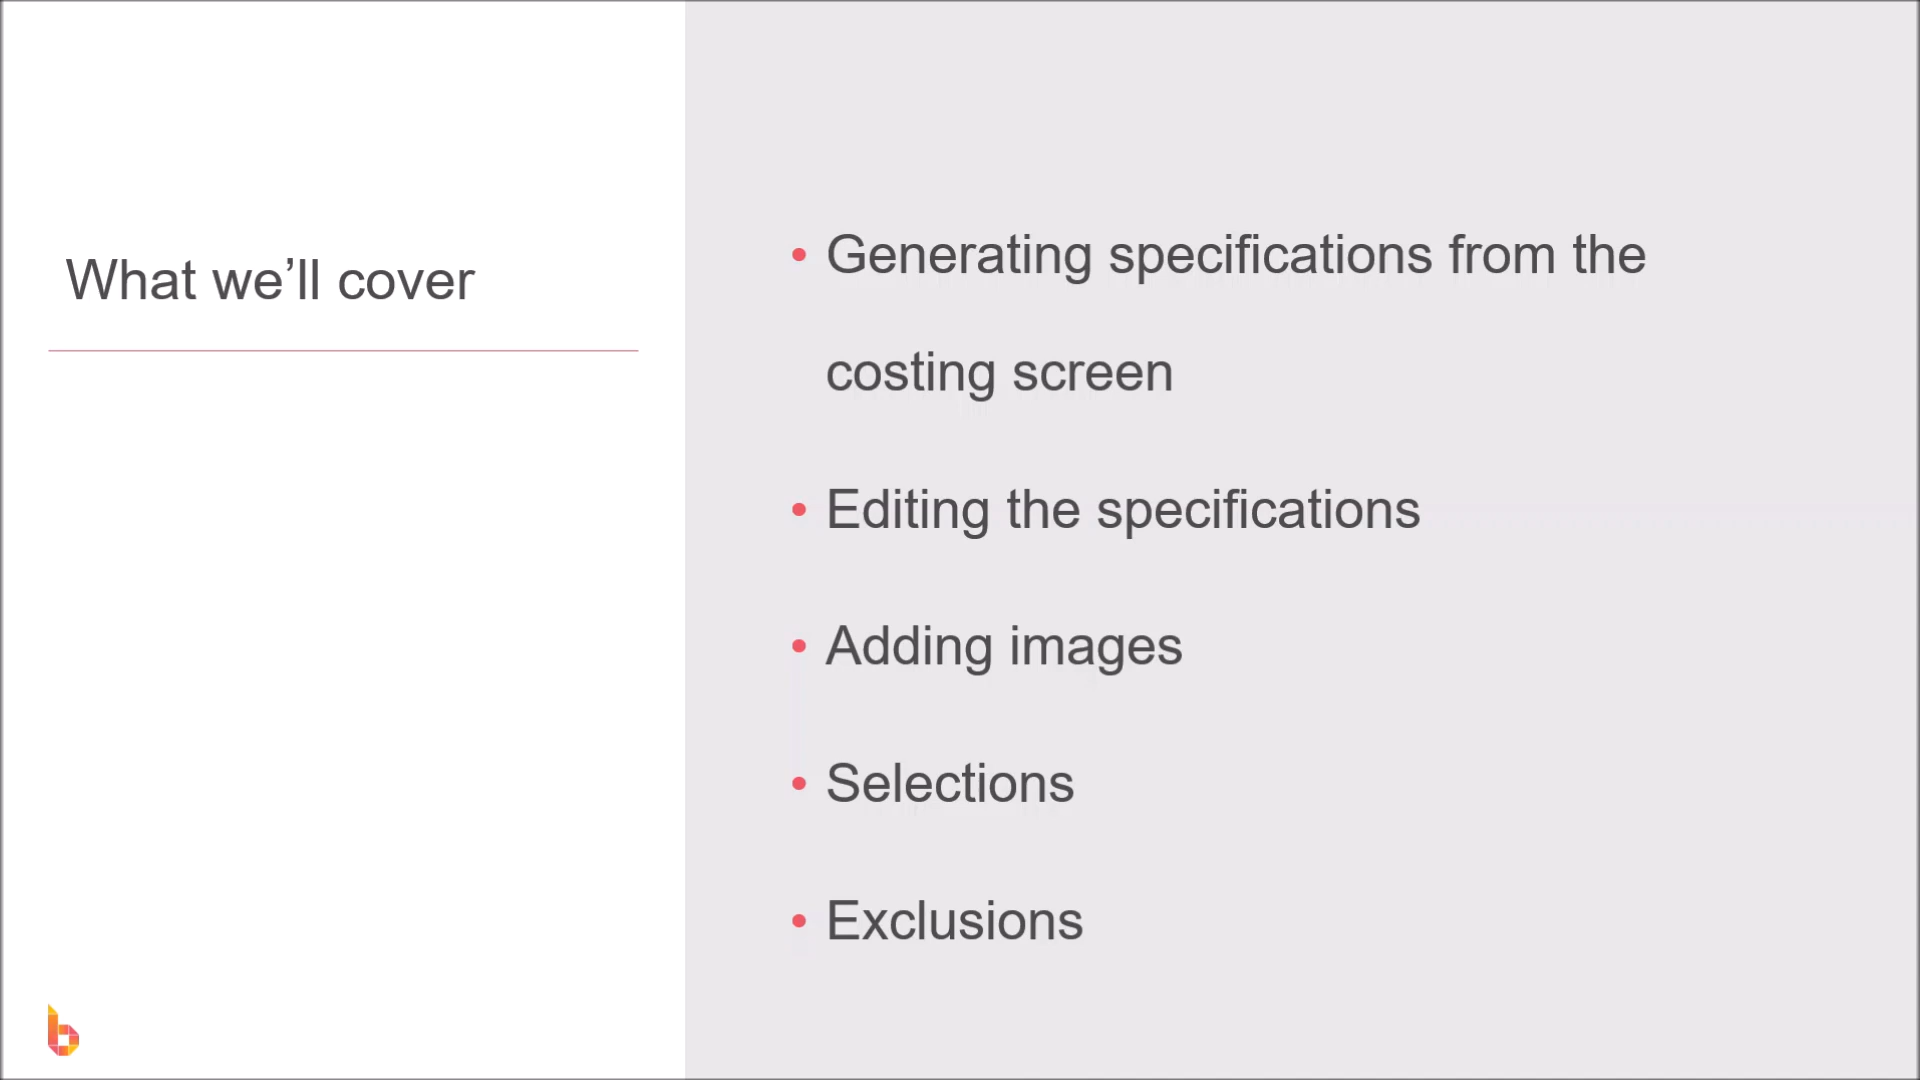 What we’ll cover
• Generating specifications from the
costing screen
• Editing the specifications
• Adding images
• Selections
• Exclusions